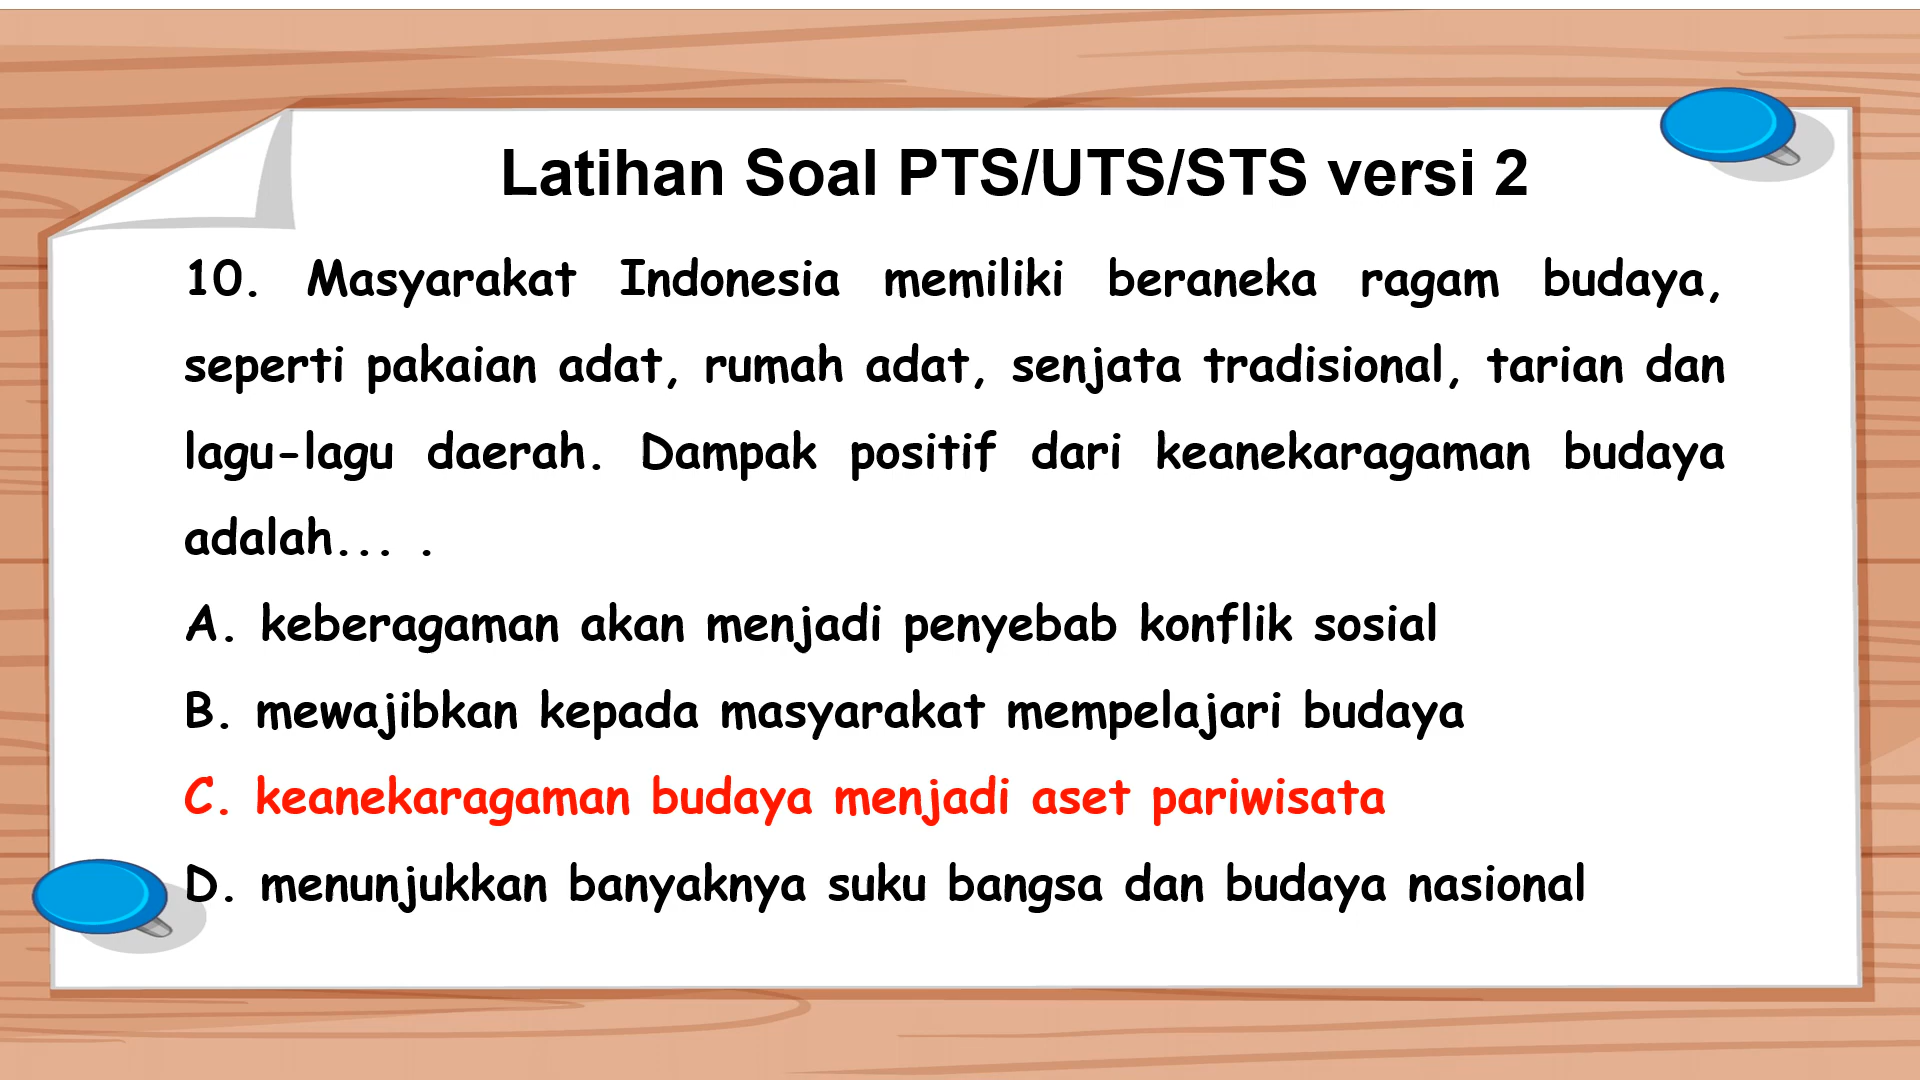 Latihan Soal PTS/UTS/STS versi 2
10. Masyarakat Indonesia memiliki beraneka ragam budaya,
seperti pakaian adat, rumah adat, senjata tradisional, tarian dan
lagu-lagu daerah. Dampak positif dari keanekaragaman budaya
adalah... .
A. keberagaman akan menjadi penyebab konflik sosial
B. mewajibkan kepada masyarakat mempelajari budaya
C. keanekaragaman budaya menjadi aset pariwisata
D. menunjukkan banyaknya suku bangsa dan budaya nasional